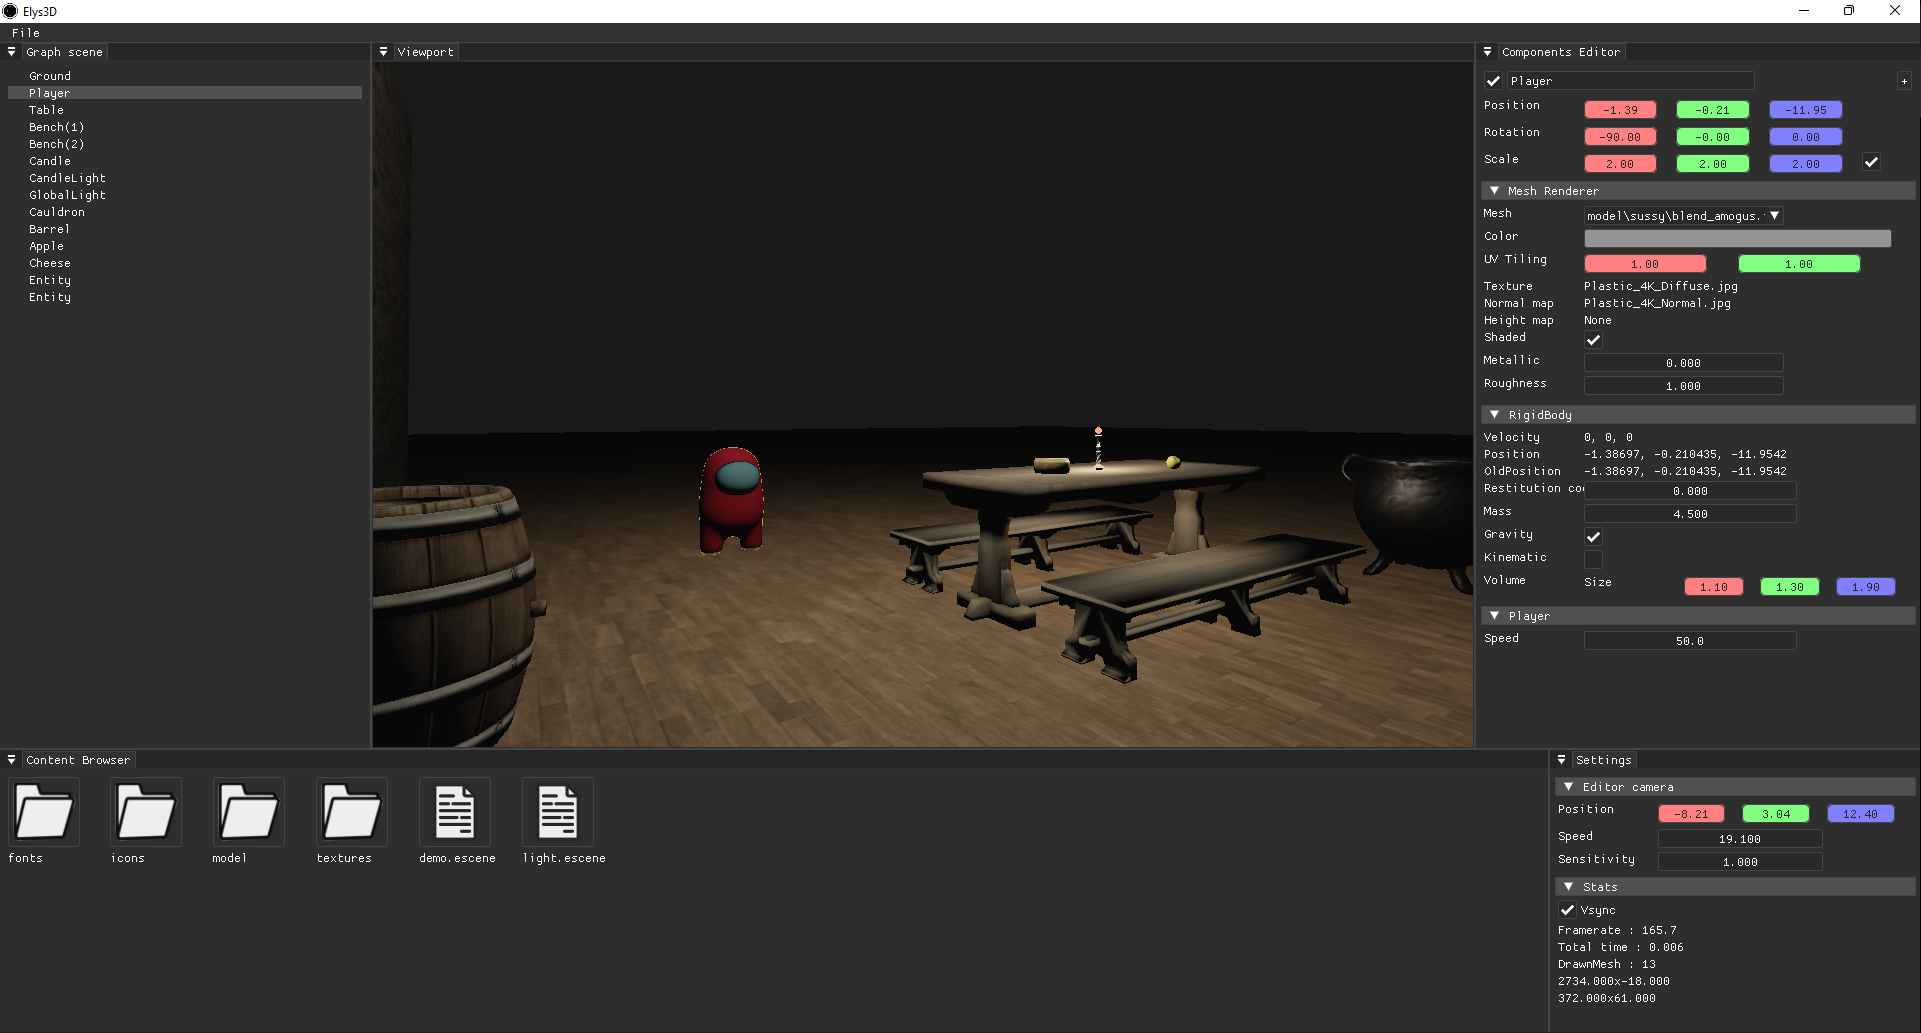 Elys3D
File
Graph scene
Ground
Player
Table
Bench(1)
Bench(2)
Candle
CandleLight
GlobalLight
Cauldron
Barrel
Apple
Cheese
Entity
Entity
Viewport
Components Editor
Player +
Position -1.39 -0.21 -11.95
Rotation -90.00 -0.00 0.00
Scale 2.00 2.00 2.00
Mesh Renderer
Mesh model\sussy\blend_amogus.
Color
UV Tiling 1.00 1.00
Texture Plastic_4K_Diffuse.jpg
Normal map Plastic_4K_Normal.jpg
Height map None
Shaded
Metallic 0.000
Roughness 1.000
RigidBody
Velocity 0, 0, 0
Position -1.38697, -0.210435, -11.9542
OldPosition -1.38697, -0.210435, -11.9542
Restitution co 0.000
Mass 4.500
Gravity
Kinematic
Volume Size 1.10 1.30 1.90
Player
Speed 50.0
Content Browser
fonts
icons
model
textures
demo.escene
light.escene
Settings
Editor camera
Position -8.21 3.04 12.40
Speed 19.100
Sensitivity 1.000
Stats
Vsync
Framerate : 165.7
Total time : 0.006
DrawnMesh : 13
2734.000x-18.000
372.000x61.000